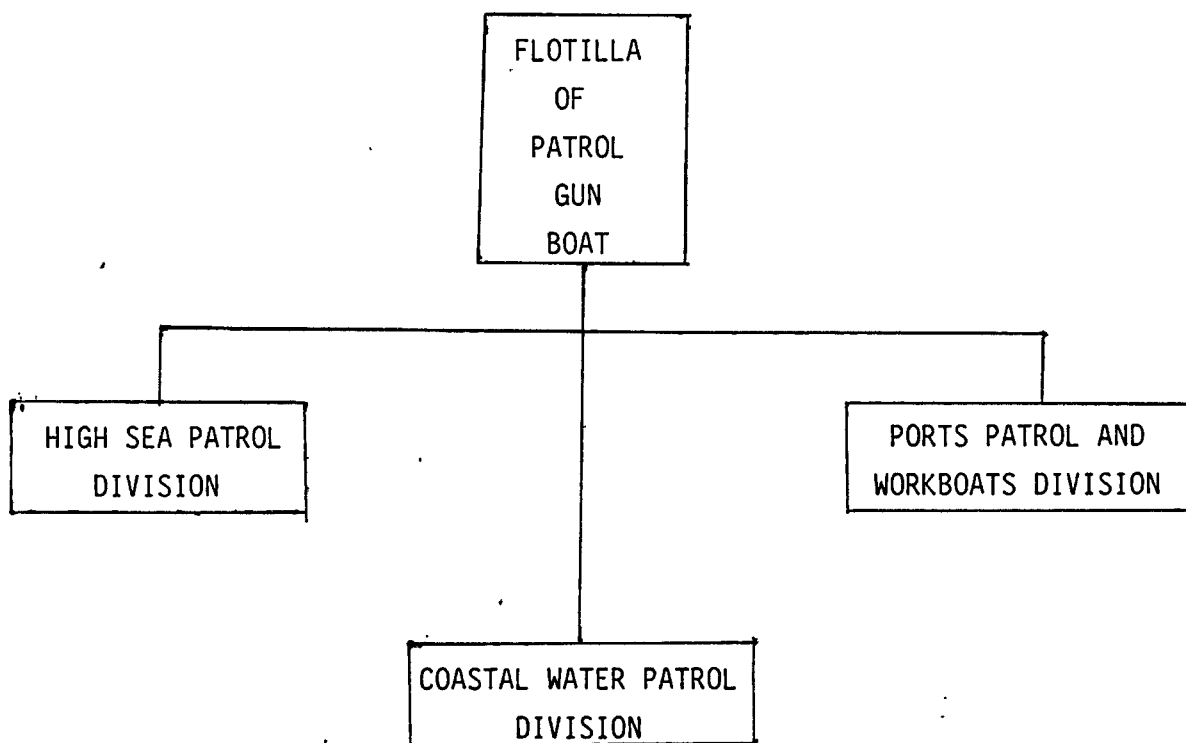 FLOTILLA
OF
PATROL
GUN
BOAT
HIGH SEA PATROL
DIVISION
PORTS PATROL AND
WORKBOATS DIVISION
COASTAL WATER PATROL
DIVISION